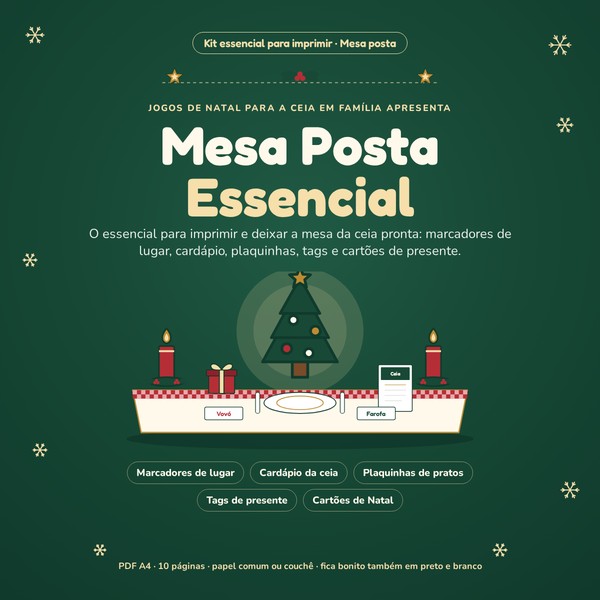 Kit essencial para imprimir · Mesa posta
JOGOS DE NATAL PARA A CEIA EM FAMÍLIA APRESENTA
Mesa Posta
Essencial
O essencial para imprimir e deixar a mesa da ceia pronta: marcadores de
lugar, cardápio, plaquinhas, tags e cartões de presente.
Ceia
Vovó
Farofa
Marcadores de lugar
Cardápio da ceia
Plaquinhas de pratos
Tags de presente
Cartões de Natal
PDF A4 · 10 páginas · papel comum ou couchê · fica bonito também em preto e branco